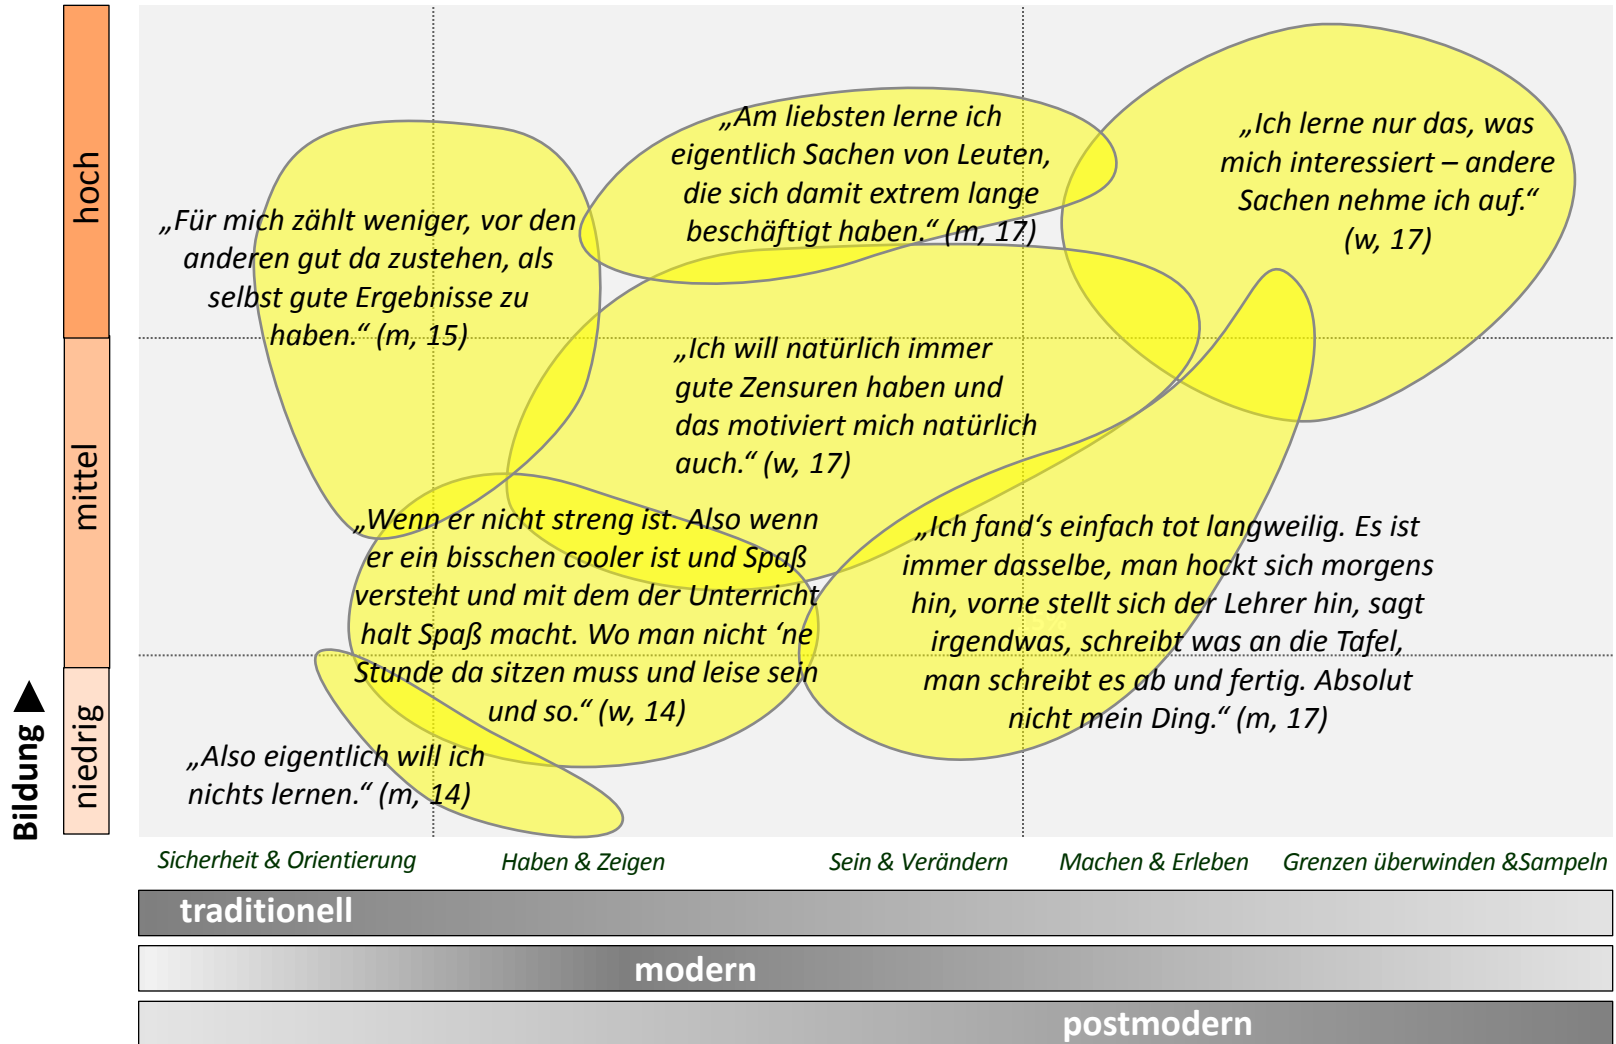 hoch
mittel
niedrig
Bildung ▶
„Für mich zählt weniger, vor den
anderen gut da zustehen, als
selbst gute Ergebnisse zu
haben.“ (m, 15)
„Am liebsten lerne ich
eigentlich Sachen von Leuten,
die sich damit extrem lange
beschäftigt haben.“ (m, 17)
„Ich lerne nur das, was
mich interessiert – andere
Sachen nehme ich auf.“
(w, 17)
„Ich will natürlich immer
gute Zensuren haben und
das motiviert mich natürlich
auch.“ (w, 17)
„Wenn er nicht streng ist. Also wenn
er ein bisschen cooler ist und Spaß
versteht und mit dem der Unterricht
halt Spaß macht. Wo man nicht ‘ne
Stunde da sitzen muss und leise sein
und so.“ (w, 14)
„Ich fand‘s einfach tot langweilig. Es ist
immer dasselbe, man hockt sich morgens
hin, vorne stellt sich der Lehrer hin, sagt
irgendwas, schreibt was an die Tafel,
man schreibt es ab und fertig. Absolut
nicht mein Ding.“ (m, 17)
„Also eigentlich will ich
nichts lernen.“ (m, 14)
Sicherheit & Orientierung
Haben & Zeigen
Sein & Verändern
Machen & Erleben
Grenzen überwinden &Sampeln
traditionell
modern
postmodern